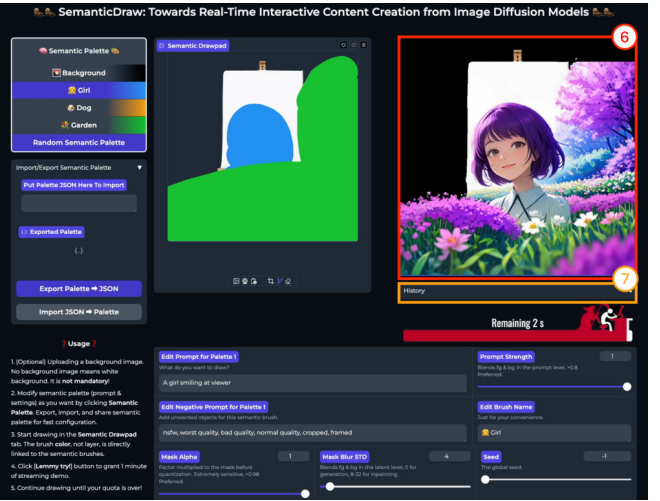 SemanticDraw: Towards Real-Time Interactive Content Creation from Image Diffusion Models
Semantic Palette
Background
Girl
Dog
Garden
Random Semantic Palette
Import/Export Semantic Palette
Put Palette JSON Here To Import
Exported Palette
{..}
Export Palette ➡ JSON
Import JSON ➡ Palette
❓Usage❓
1. (Optional) Uploading a background image.
No background image means white
background. It is not mandatory!
2. Modify semantic palette (prompt &
settings) as you want by clicking Semantic
Palette. Export, import, and share semantic
palette for fast configuration.
3. Start drawing in the Semantic Drawpad
tab. The brush color, not layer, is directly
linked to the semantic brushes.
4. Click [Lemmy try!] button to grant 1 minute
of streaming demo.
5. Continue drawing until your quota is over!
Semantic Drawpad
6
7
History
Remaining 2 s
Edit Prompt for Palette 1
What do you want to draw?
A girl smiling at viewer
Prompt Strength
1
Blends fg & bg in the prompt level, >0.8
Preferred.
Edit Negative Prompt for Palette 1
Add unwanted objects for this semantic brush.
nsfw, worst quality, bad quality, normal quality, cropped, framed
Edit Brush Name
Just for your convenience.
Girl
Mask Alpha
1
Factor multiplied to the mask before
quantization. Extremely sensitive, >0.98
Preferred.
Mask Blur STD
4
Blends fg & bg in the latent level, 0 for
generation, 8-32 for inpainting.
Seed
-1
The global seed.